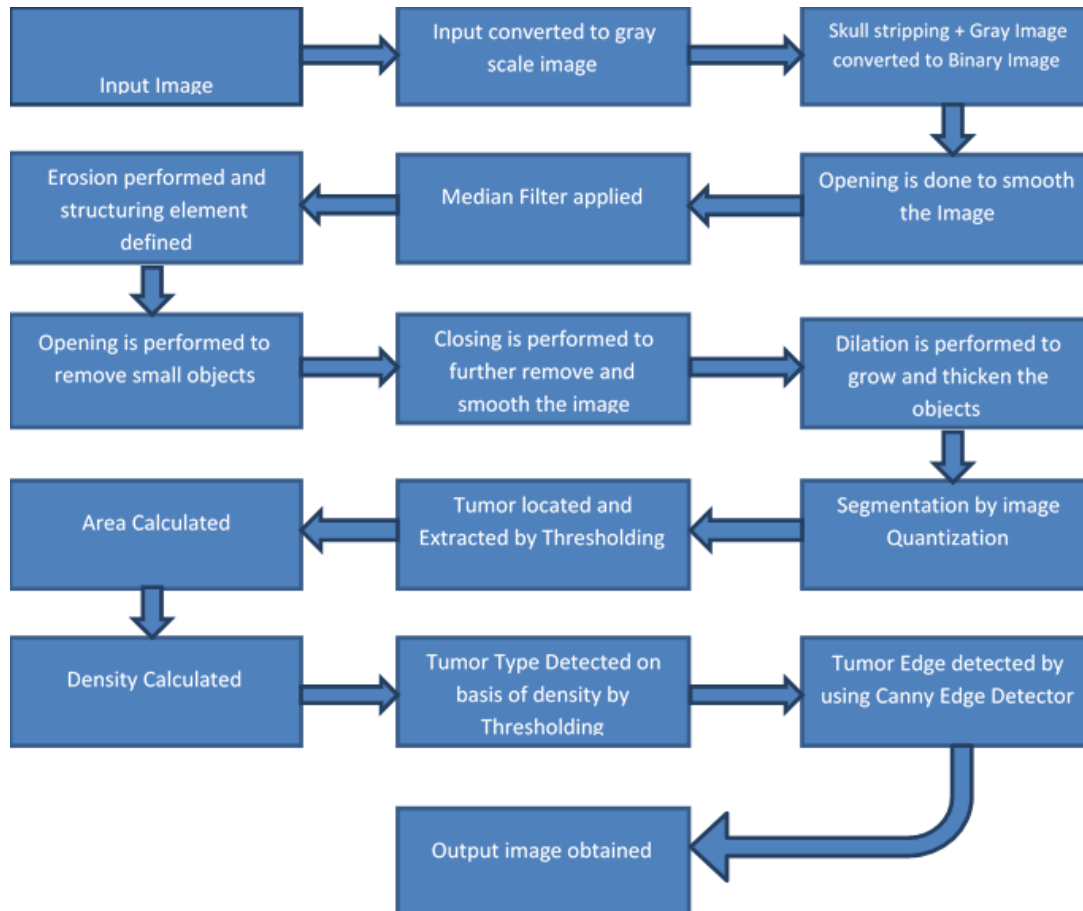 Input Image
Input converted to gray
scale image
Skull stripping + Gray Image
converted to Binary Image
Opening is done to smooth
the Image
Median Filter applied
Erosion performed and
structuring element
defined
Opening is performed to
remove small objects
Closing is performed to
further remove and
smooth the image
Dilation is performed to
grow and thicken the
objects
Segmentation by image
Quantization
Tumor located and
Extracted by Thresholding
Area Calculated
Density Calculated
Tumor Type Detected on
basis of density by
Thresholding
Tumor Edge detected by
using Canny Edge Detector
Output image obtained